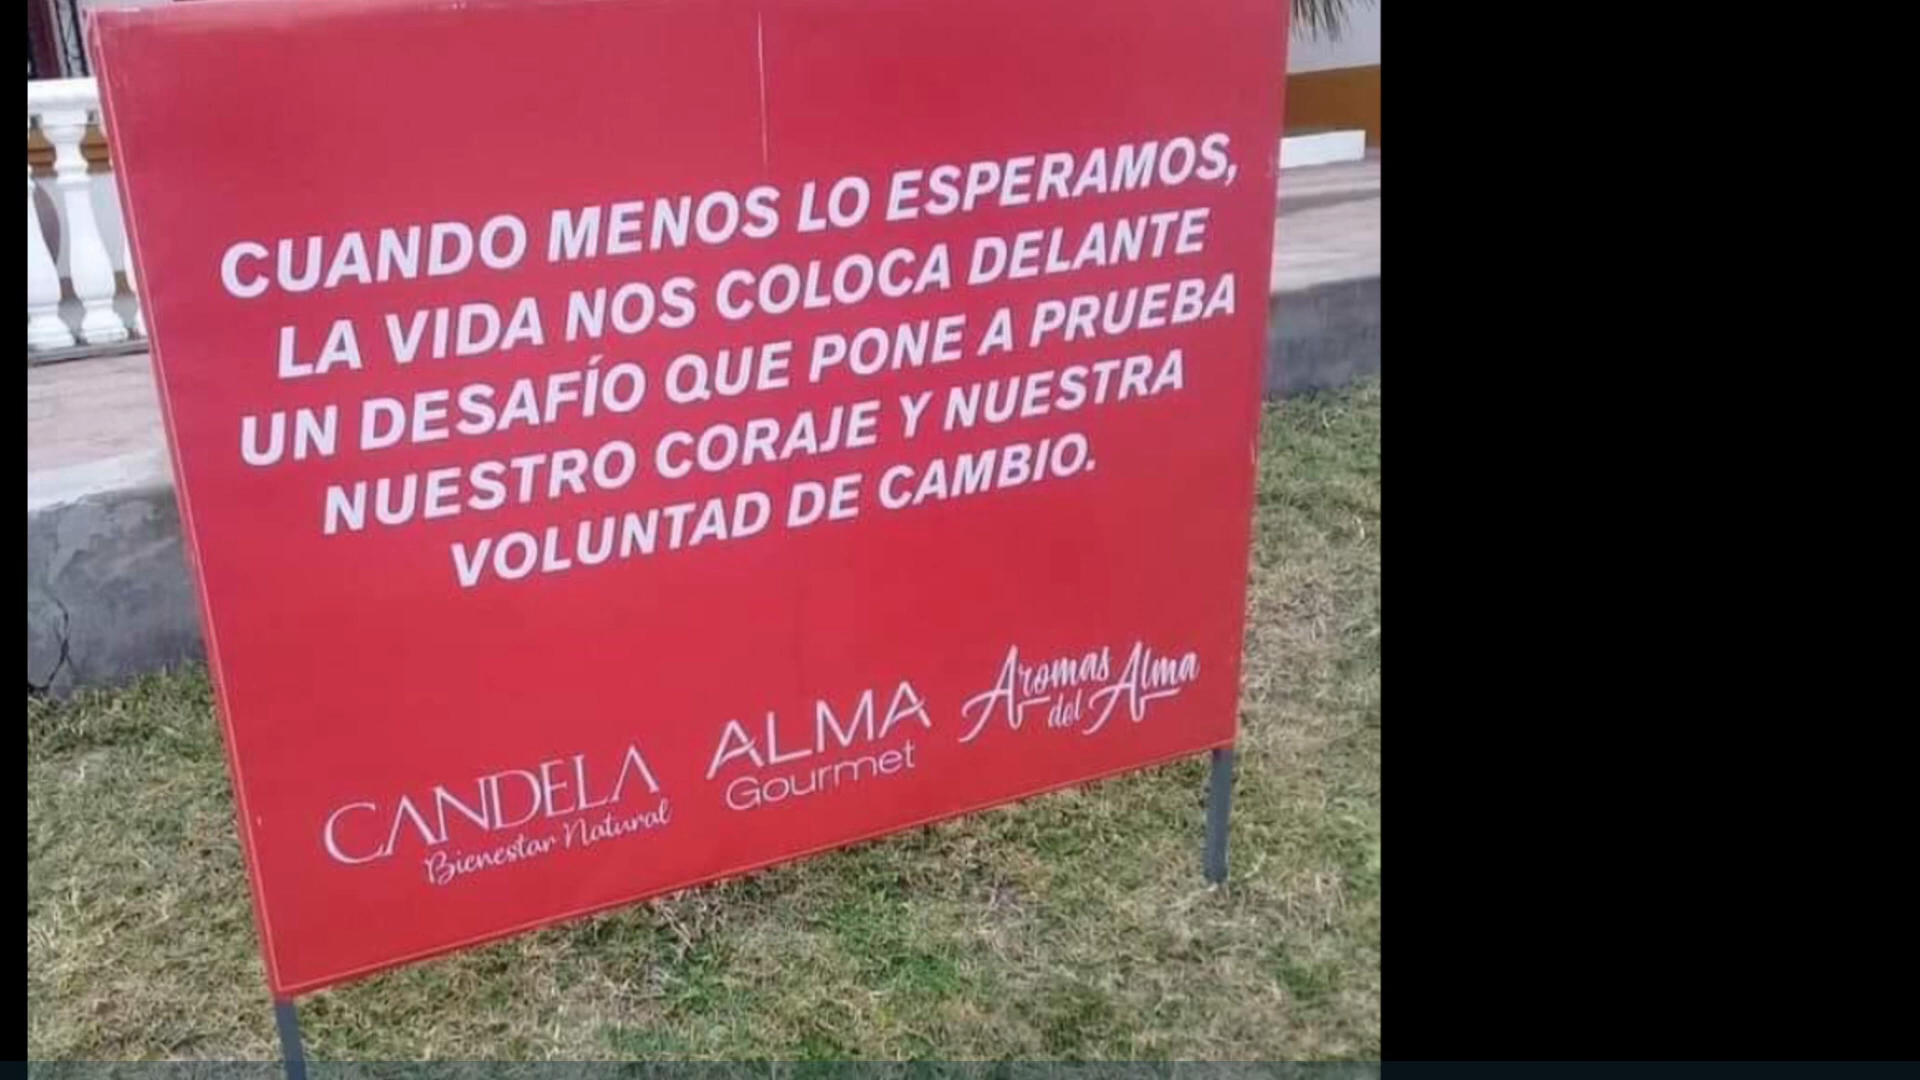 CUANDO MENOS LO ESPERAMOS,
LA VIDA NOS COLOCA DELANTE
UN DESAFÍO QUE PONE A PRUEBA
NUESTRO CORAJE Y NUESTRA
VOLUNTAD DE CAMBIO.
CANDELA
Bienestar Natural
ALMA
Gourmet
Aromas
del Alma